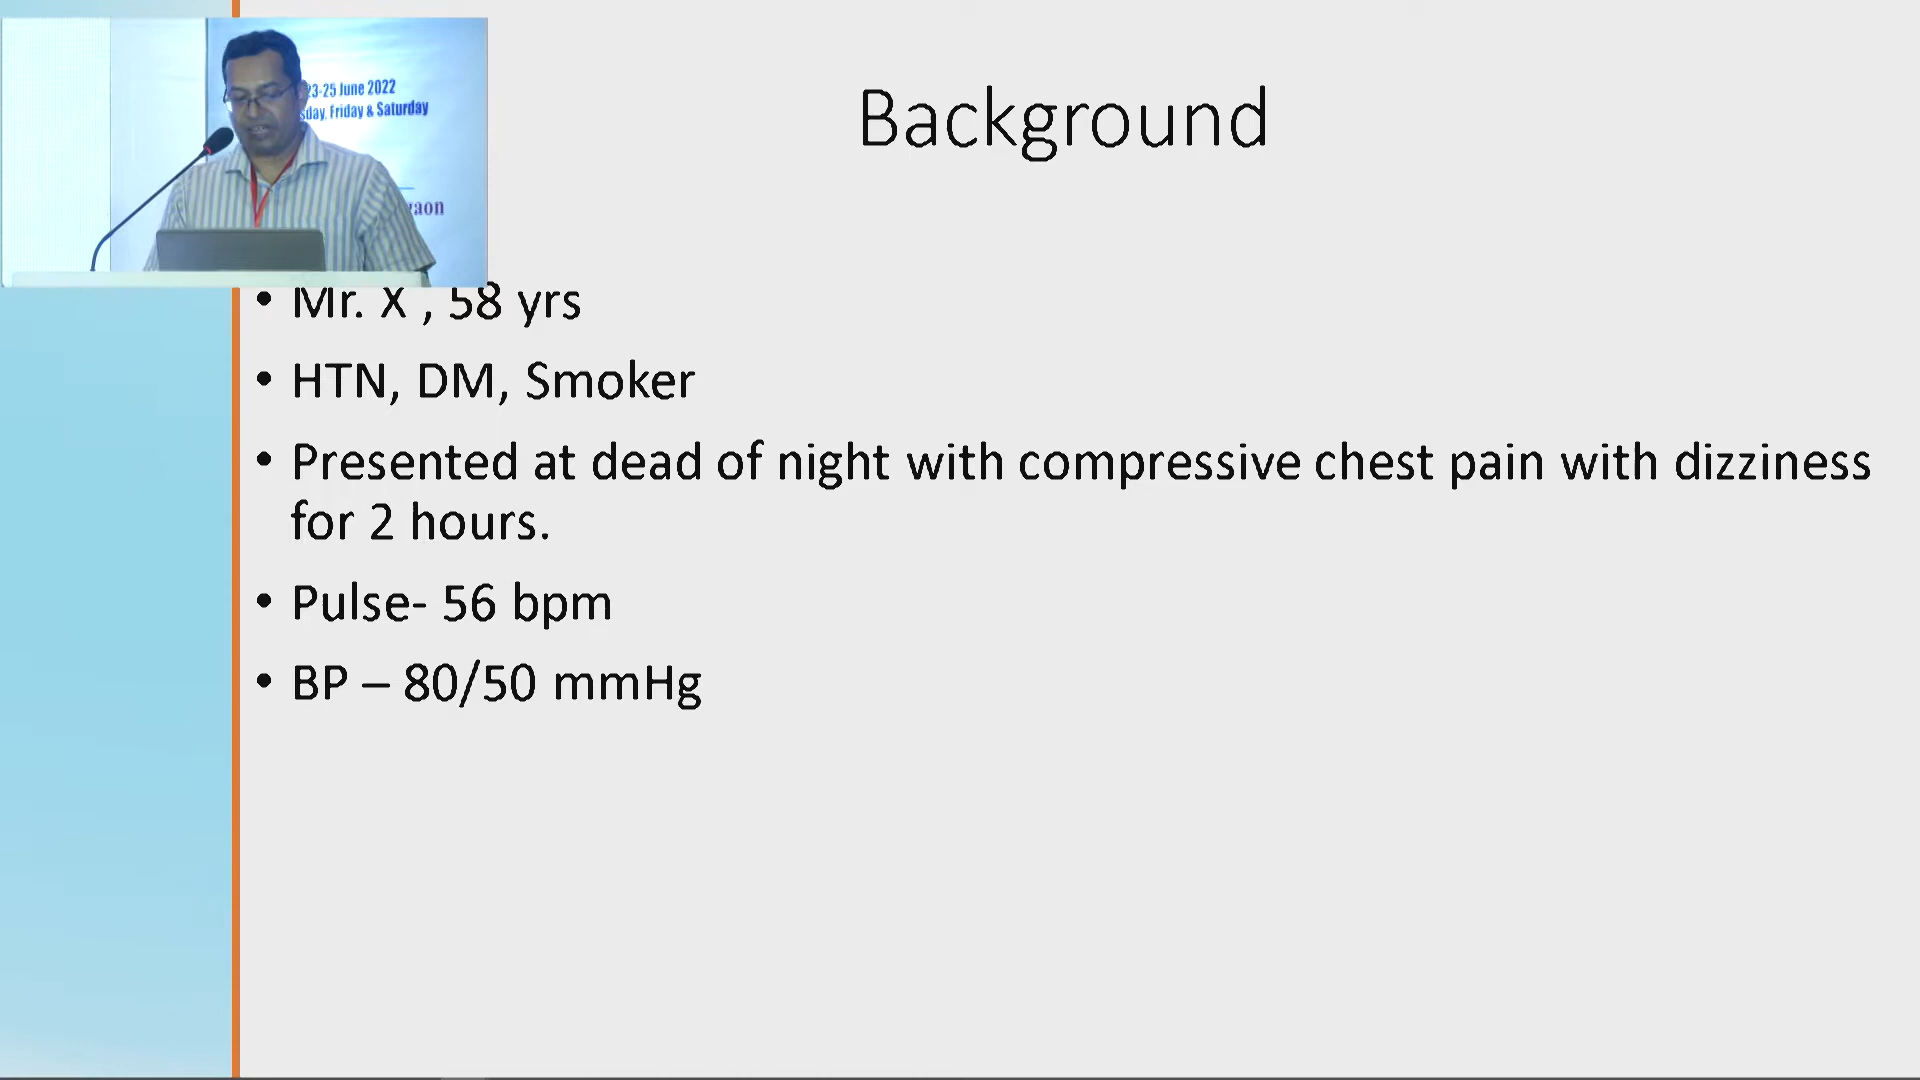 23-25 June 2022
Friday & Saturday
Background
• Mr. X , 58 yrs
• HTN, DM, Smoker
• Presented at dead of night with compressive chest pain with dizziness
for 2 hours.
• Pulse- 56 bpm
• BP – 80/50 mmHg